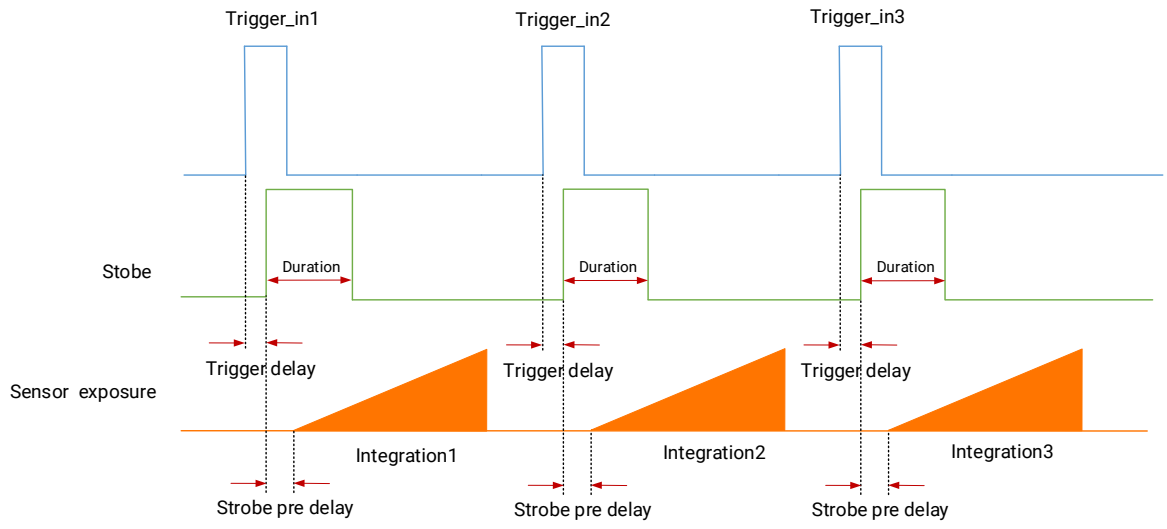 Trigger_in1
Trigger_in2
Trigger_in3
Stobe
Duration
Duration
Duration
Trigger delay
Trigger delay
Trigger delay
Sensor exposure
Integration1
Integration2
Integration3
Strobe pre delay
Strobe pre delay
Strobe pre delay